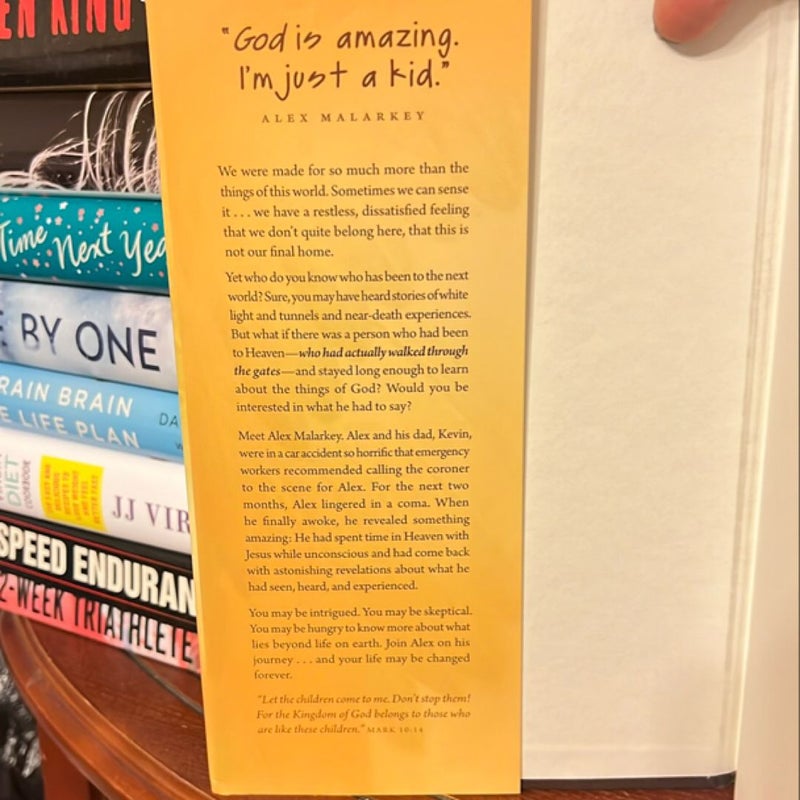 "God is amazing.
I'm just a kid."
ALEX MALARKEY
We were made for so much more than the
things of this world. Sometimes we can sense
it . . . we have a restless, dissatisfied feeling
that we don't quite belong here, that this is
not our final home.
Yet who do you know who has been to the next
world? Sure, you may have heard stories of white
light and tunnels and near-death experiences.
But what if there was a person who had been
to Heaven—who had actually walked through
the gates—and stayed long enough to learn
about the things of God? Would you be
interested in what he had to say?
Meet Alex Malarkey. Alex and his dad, Kevin,
were in a car accident so horrific that emergency
workers recommended calling the coroner
to the scene for Alex. For the next two
months, Alex lingered in a coma. When
he finally awoke, he revealed something
amazing: He had spent time in Heaven with
Jesus while unconscious and had come back
with astonishing revelations about what he
had seen, heard, and experienced.
You may be intrigued. You may be skeptical.
You may be hungry to know more about what
lies beyond life on earth. Join Alex on his
journey . . . and your life may be changed
forever.
"Let the children come to me. Don't stop them!
For the Kingdom of God belongs to those who
are like these children." MARK 10:14
EN KING
Time Next Yea
E BY ONE
RAIN BRAIN
E LIFE PLAN
DA
W
DIET
COOKBOOK
JJ VIR
SPEED ENDURAN
2-WEEK TRIATHLETE